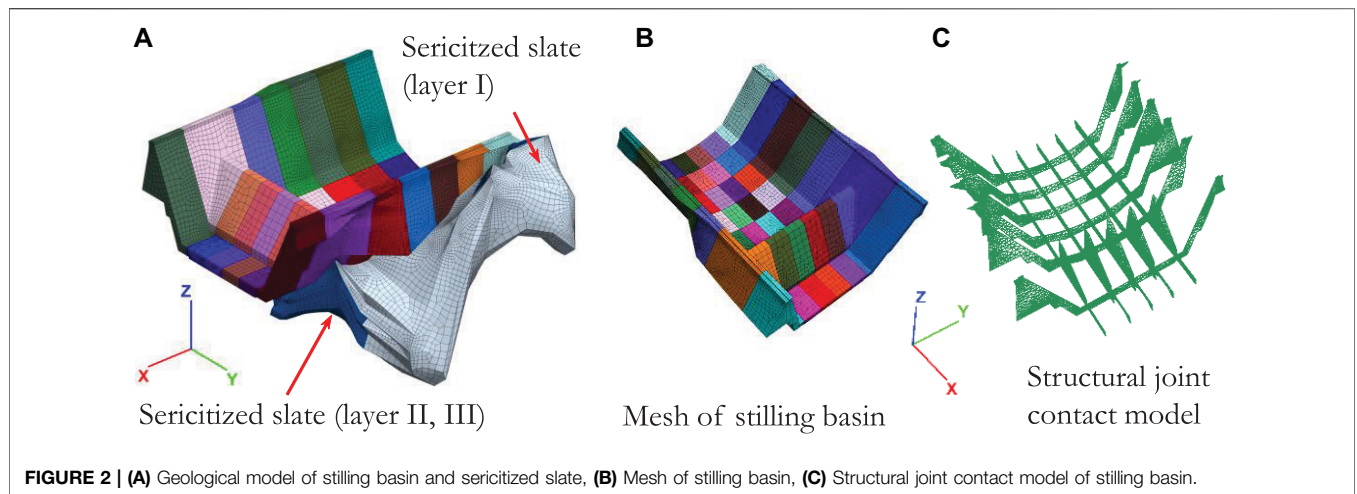 A
Sericitzed slate
(layer I)
Z
X
Y
Sericitized slate (layer II, III)
B
Mesh of stilling basin
Z
Y
X
C
Structural joint
contact model
FIGURE 2 | (A) Geological model of stilling basin and sericitized slate, (B) Mesh of stilling basin, (C) Structural joint contact model of stilling basin.